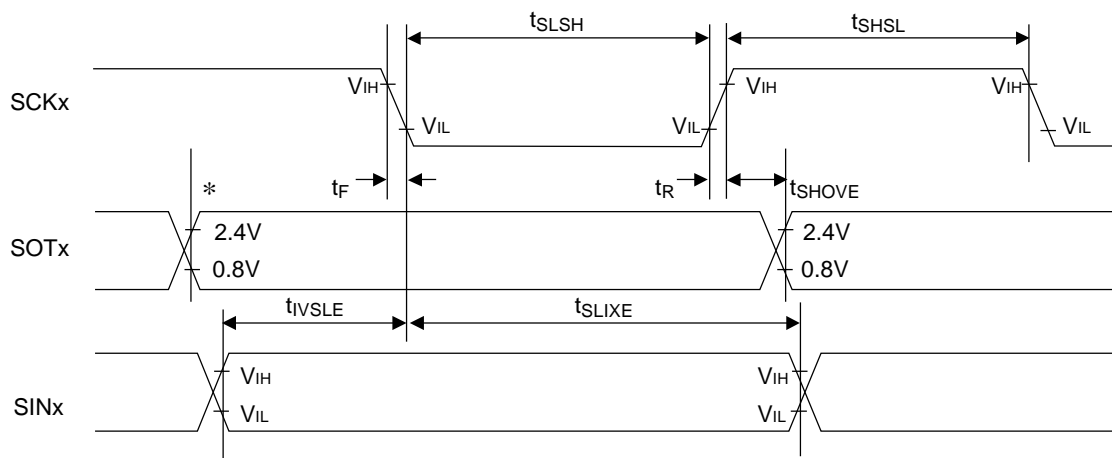 tSLSH
tSHSL
SCKx
VIH
VIL
VIL
VIH
VIH
VIL
tF
tR
tSHOVE
*
SOTx
2.4V
0.8V
2.4V
0.8V
tIVSLE
tSLIXE
SINx
VIH
VIL
VIH
VIL